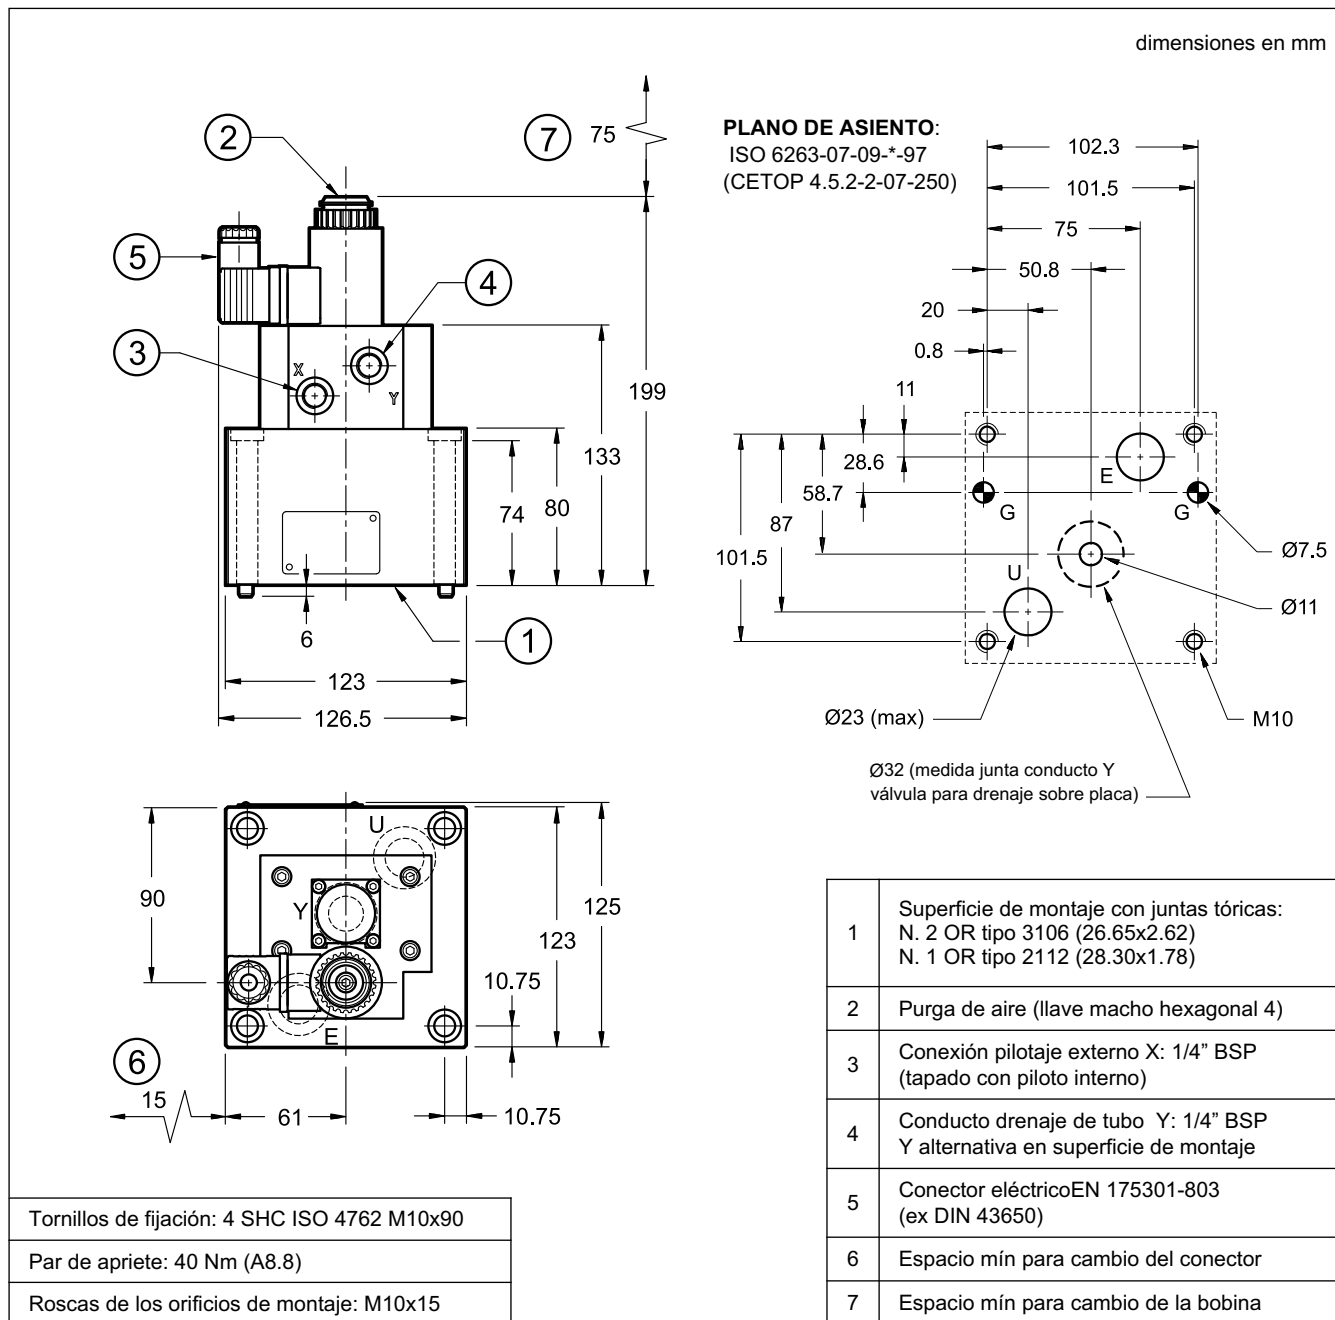 dimensiones en mm
2
7
75
PLANO DE ASIENTO:
ISO 6263-07-09-*-97
(CETOP 4.5.2-2-07-250)
102.3
101.5
75
50.8
20
0.8
11
28.6
58.7
87
101.5
E
G
G
U
Ø7.5
Ø11
M10
Ø23 (max)
Ø32 (medida junta conducto Y
válvula para drenaje sobre placa)
5
4
3
X
Y
199
133
80
74
6
1
123
126.5
U
Y
E
90
125
123
10.75
6
15
61
10.75
1
Superficie de montaje con juntas tóricas:
N. 2 OR tipo 3106 (26.65x2.62)
N. 1 OR tipo 2112 (28.30x1.78)
2
Purga de aire (llave macho hexagonal 4)
3
Conexión pilotaje externo X: 1/4” BSP
(tapado con piloto interno)
4
Conducto drenaje de tubo Y: 1/4” BSP
Y alternativa en superficie de montaje
5
Conector eléctricoEN 175301-803
(ex DIN 43650)
6
Espacio mín para cambio del conector
7
Espacio mín para cambio de la bobina
Tornillos de fijación: 4 SHC ISO 4762 M10x90
Par de apriete: 40 Nm (A8.8)
Roscas de los orificios de montaje: M10x15